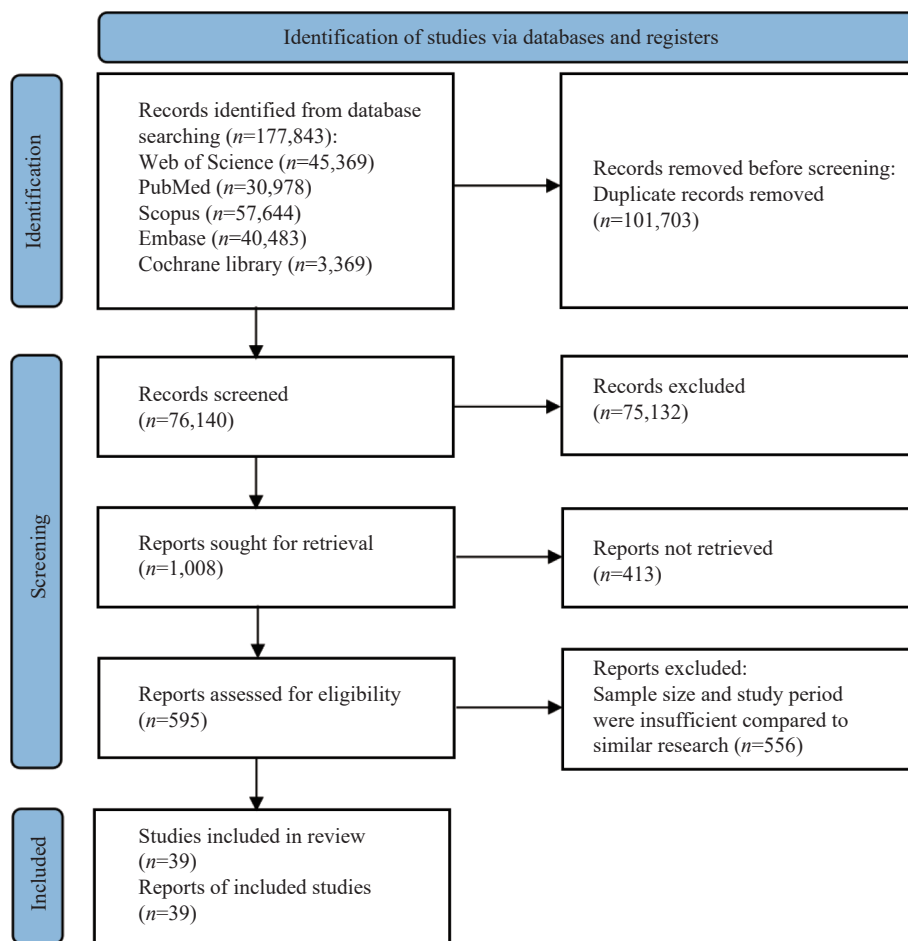 Identification of studies via databases and registers
Identification
Records identified from database
searching (n=177,843):
Web of Science (n=45,369)
PubMed (n=30,978)
Scopus (n=57,644)
Embase (n=40,483)
Cochrane library (n=3,369)
Records removed before screening:
Duplicate records removed
(n=101,703)
Screening
Records screened
(n=76,140)
Records excluded
(n=75,132)
Reports sought for retrieval
(n=1,008)
Reports not retrieved
(n=413)
Reports assessed for eligibility
(n=595)
Reports excluded:
Sample size and study period
were insufficient compared to
similar research (n=556)
Included
Studies included in review
(n=39)
Reports of included studies
(n=39)